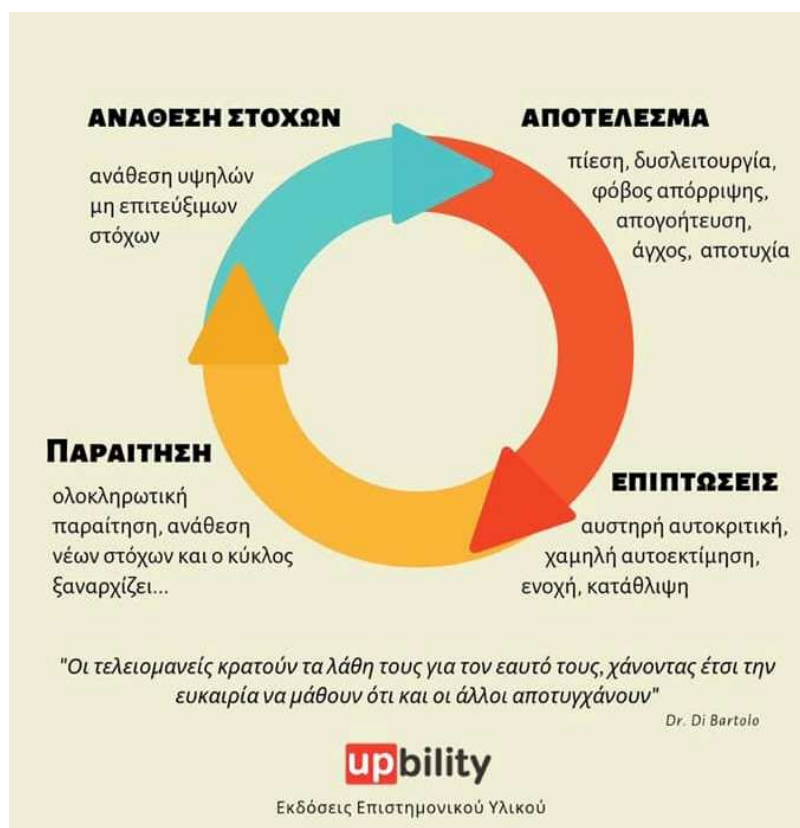 ΑΝΑΘΕΣΗ ΣΤΟΧΩΝ
ανάθεση υψηλών
μη επιτεύξιμων
στόχων
ΑΠΟΤΕΛΕΣΜΑ
πίεση, δυσλειτουργία,
φόβος απόρριψης,
απογοήτευση,
άγχος, αποτυχία
ΕΠΙΠΤΩΣΕΙΣ
αυστηρή αυτοκριτική,
χαμηλή αυτοεκτίμηση,
ενοχή, κατάθλιψη
ΠΑΡΑΙΤΗΣΗ
ολοκληρωτική
παραίτηση, ανάθεση
νέων στόχων και ο κύκλος
ξαναρχίζει...
"Οι τελειομανείς κρατούν τα λάθη τους για τον εαυτό τους, χάνοντας έτσι την
ευκαιρία να μάθουν ότι και οι άλλοι αποτυγχάνουν"
Dr. Di Bartolo
upbility
Εκδόσεις Επιστημονικού Υλικού